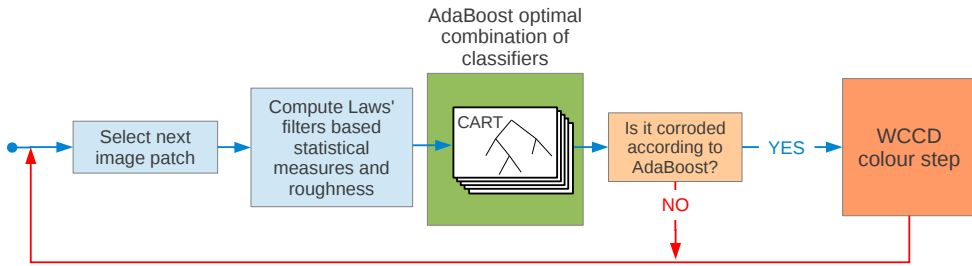 AdaBoost optimal
combination of
classifiers
Select next
image patch
Compute Laws'
filters based
statistical
measures and
roughness
CART
Is it corroded
according to
AdaBoost?
YES
NO
WCCD
colour step